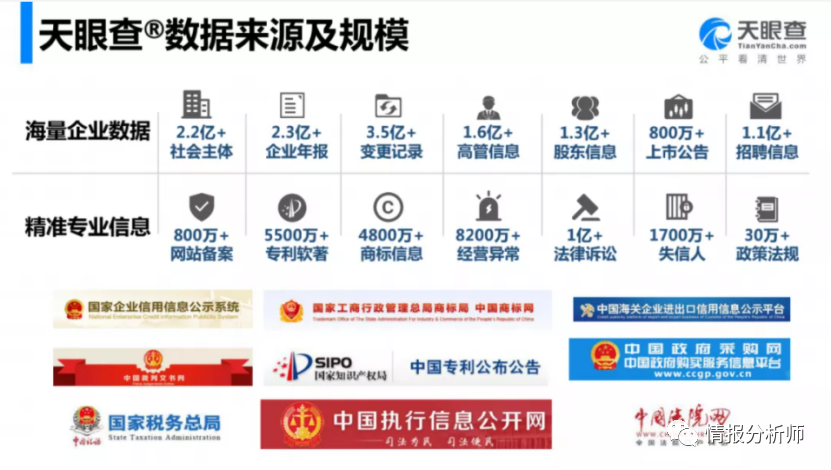 天眼查®数据来源及规模
天眼查
TianYanCha.com
公平看清世界
海量企业数据
2.2亿+
社会主体
2.3亿+
企业年报
3.5亿+
变更记录
1.6亿+
高管信息
1.3亿+
股东信息
800万+
上市公告
1.1亿+
招聘信息
精准专业信息
800万+
网站备案
5500万+
专利软著
4800万+
商标信息
8200万+
经营异常
1亿+
法律诉讼
1700万+
失信人
30万+
政策法规
国家企业信用信息公示系统
National Enterprise Credit Information Publicity System
国家工商行政管理总局商标局 中国商标网
Trademark Office of The State Administration For Industry & Commerce of the People's Republic of China
中国海关企业进出口信用信息公示平台
中国裁判文书网
SIPO
国家知识产权局
中国专利公布公告
中国政府采购网
中国政府购买服务信息平台
www.ccgp.gov.cn
国家税务总局
State Taxation Administration
中国执行信息公开网
司法为民 司法便民
中国法院网
情报分析师